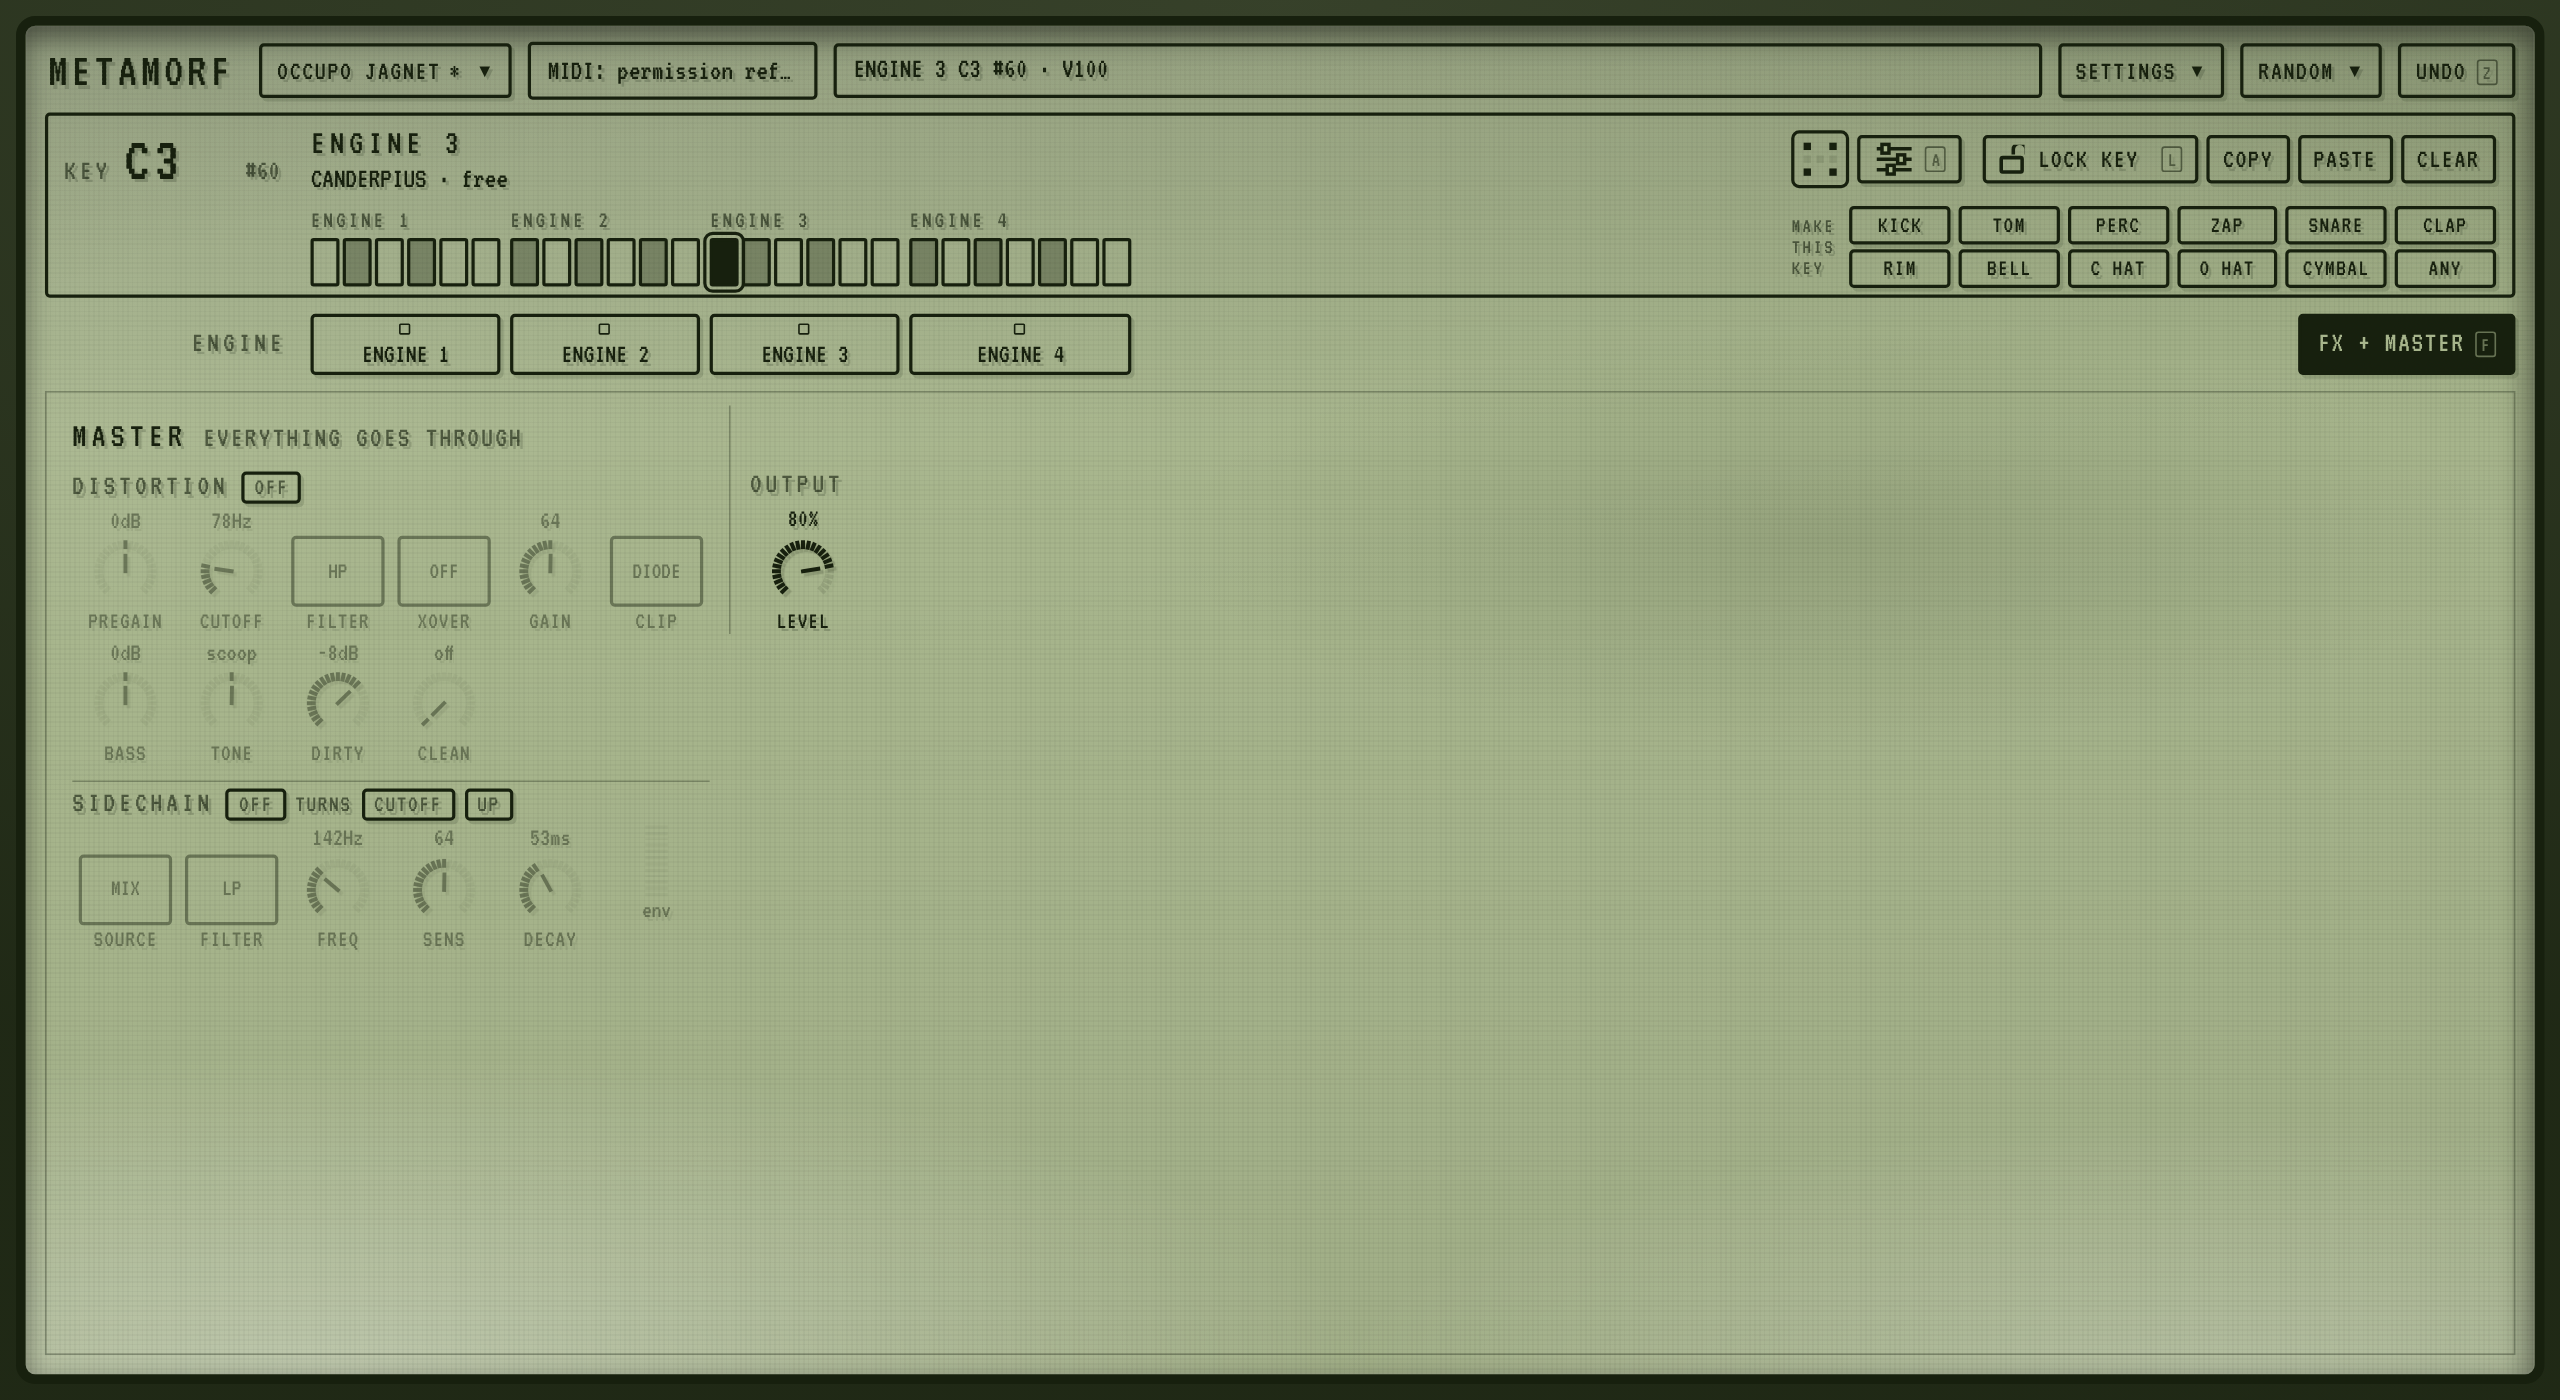 METAMORF OCCUPO JAGNET * ▼ MIDI: permission ref… ENGINE 3 C3 #60 · V100 SETTINGS ▼ RANDOM ▼ UNDO Z
KEY C3 #60
ENGINE 3
CANDERPIUS · free
A LOCK KEY L COPY PASTE CLEAR
ENGINE 1 ENGINE 2 ENGINE 3 ENGINE 4
MAKE THIS KEY
KICK TOM PERC ZAP SNARE CLAP
RIM BELL C HAT O HAT CYMBAL ANY
ENGINE ENGINE 1 ENGINE 2 ENGINE 3 ENGINE 4 FX + MASTER F
MASTER EVERYTHING GOES THROUGH
DISTORTION OFF
0dB 78Hz 64
HP OFF DIODE
PREGAIN CUTOFF FILTER XOVER GAIN CLIP
0dB scoop -8dB off
BASS TONE DIRTY CLEAN
OUTPUT
80%
LEVEL
SIDECHAIN OFF TURNS CUTOFF UP
142Hz 64 53ms
MIX LP
env
SOURCE FILTER FREQ SENS DECAY